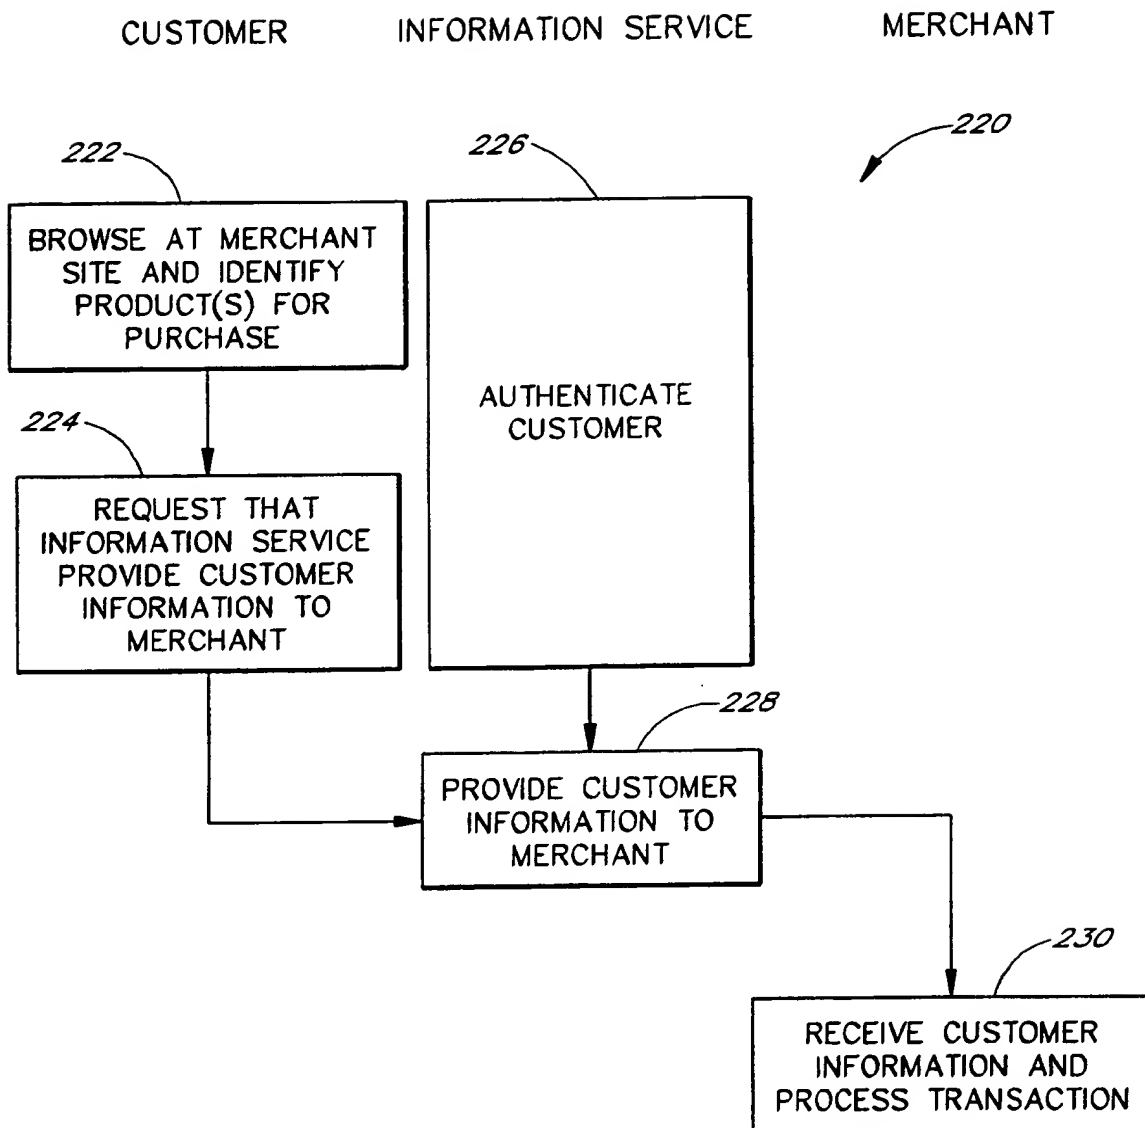 CUSTOMER INFORMATION SERVICE MERCHANT
220
222
226
BROWSE AT MERCHANT
SITE AND IDENTIFY
PRODUCT(S) FOR
PURCHASE
AUTHENTICATE
CUSTOMER
224
REQUEST THAT
INFORMATION SERVICE
PROVIDE CUSTOMER
INFORMATION TO
MERCHANT
228
PROVIDE CUSTOMER
INFORMATION TO
MERCHANT
230
RECEIVE CUSTOMER
INFORMATION AND
PROCESS TRANSACTION